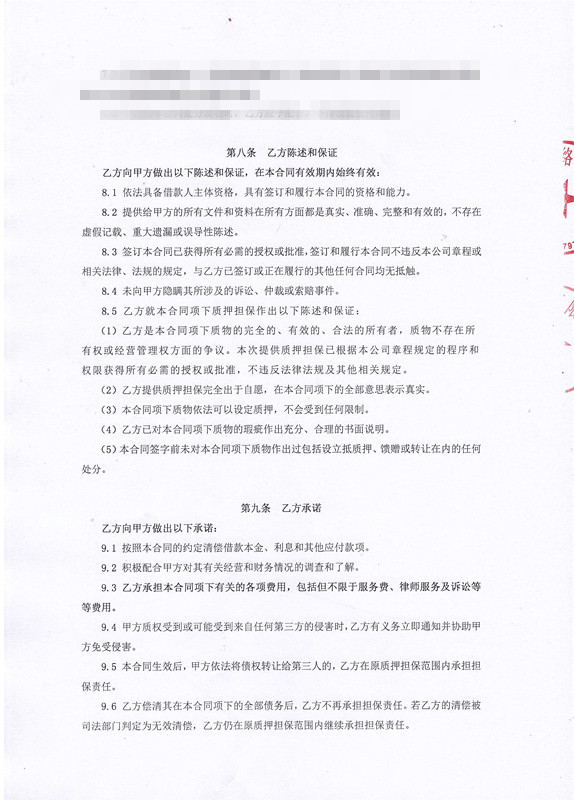 第八条 乙方陈述和保证
乙方向甲方做出以下陈述和保证，在本合同有效期内始终有效：
8.1 依法具备借款人主体资格，具有签订和履行本合同的资格和能力。
8.2 提供给甲方的所有文件和资料在所有方面都是真实、准确、完整和有效的，不存在
虚假记载、重大遗漏或误导性陈述。
8.3 签订本合同已获得所有必需的授权或批准，签订和履行本合同不违反本公司章程或
相关法律、法规的规定，与乙方已签订或正在履行的其他任何合同均无抵触。
8.4 未向甲方隐瞒其所涉及的诉讼、仲裁或索赔事件。
8.5 乙方就本合同项下质押担保作出以下陈述和保证：
（1）乙方是本合同项下质物的完全的、有效的、合法的所有者，质物不存在所
有权或经营管理权方面的争议。本次提供质押担保已根据本公司章程规定的程序和
权限获得所有必需的授权或批准，不违反法律法规及其他相关规定。
（2）乙方提供质押担保完全出于自愿，在本合同项下的全部意思表示真实。
（3）本合同项下质物依法可以设定质押，不会受到任何限制。
（4）乙方已对本合同项下质物的瑕疵作出充分、合理的书面说明。
（5）本合同签字前未对本合同项下质物作出过包括设立抵质押、馈赠或转让在内的任何
处分。
第九条 乙方承诺
乙方向甲方做出以下承诺：
9.1 按照本合同的约定清偿借款本金、利息和其他应付款项。
9.2 积极配合甲方对其有关经营和财务情况的调查和了解。
9.3 乙方承担本合同项下有关的各项费用，包括但不限于服务费、律师服务及诉讼等
等费用。
9.4 甲方质权受到或可能受到来自任何第三方的侵害时，乙方有义务立即通知并协助甲
方免受侵害。
9.5 本合同生效后，甲方依法将债权转让给第三人的，乙方在原质押担保范围内承担担
保责任。
9.6 乙方偿清其在本合同项下的全部债务后，乙方不再承担担保责任。若乙方的清偿被
司法部门判定为无效清偿，乙方仍在原质押担保范围内继续承担担保责任。